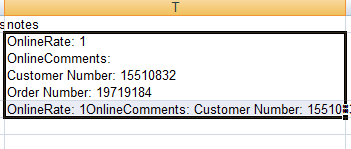 T
s notes
OnlineRate: 1
OnlineComments:
Customer Number: 15510832
Order Number: 19719184
OnlineRate: 1OnlineComments: Customer Number: 15510